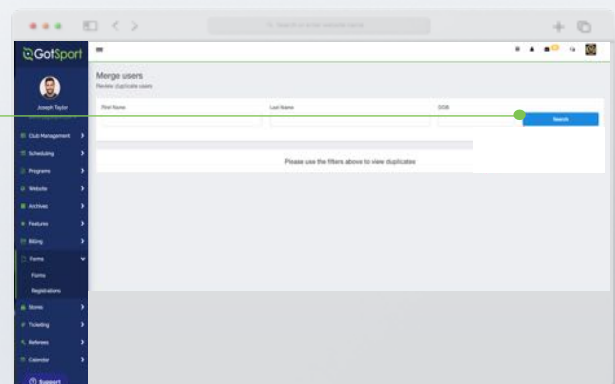 GotSport
Joseph Taylor
Club Management
Scheduling
Programs
Website
Archives
Features
Billing
Forms
Forms
Registrations
Stores
Ticketing
Referees
Calendar
Support
Merge users
Review duplicate users
First Name
Last Name
DOB
Search
Please use the filters above to view duplicates